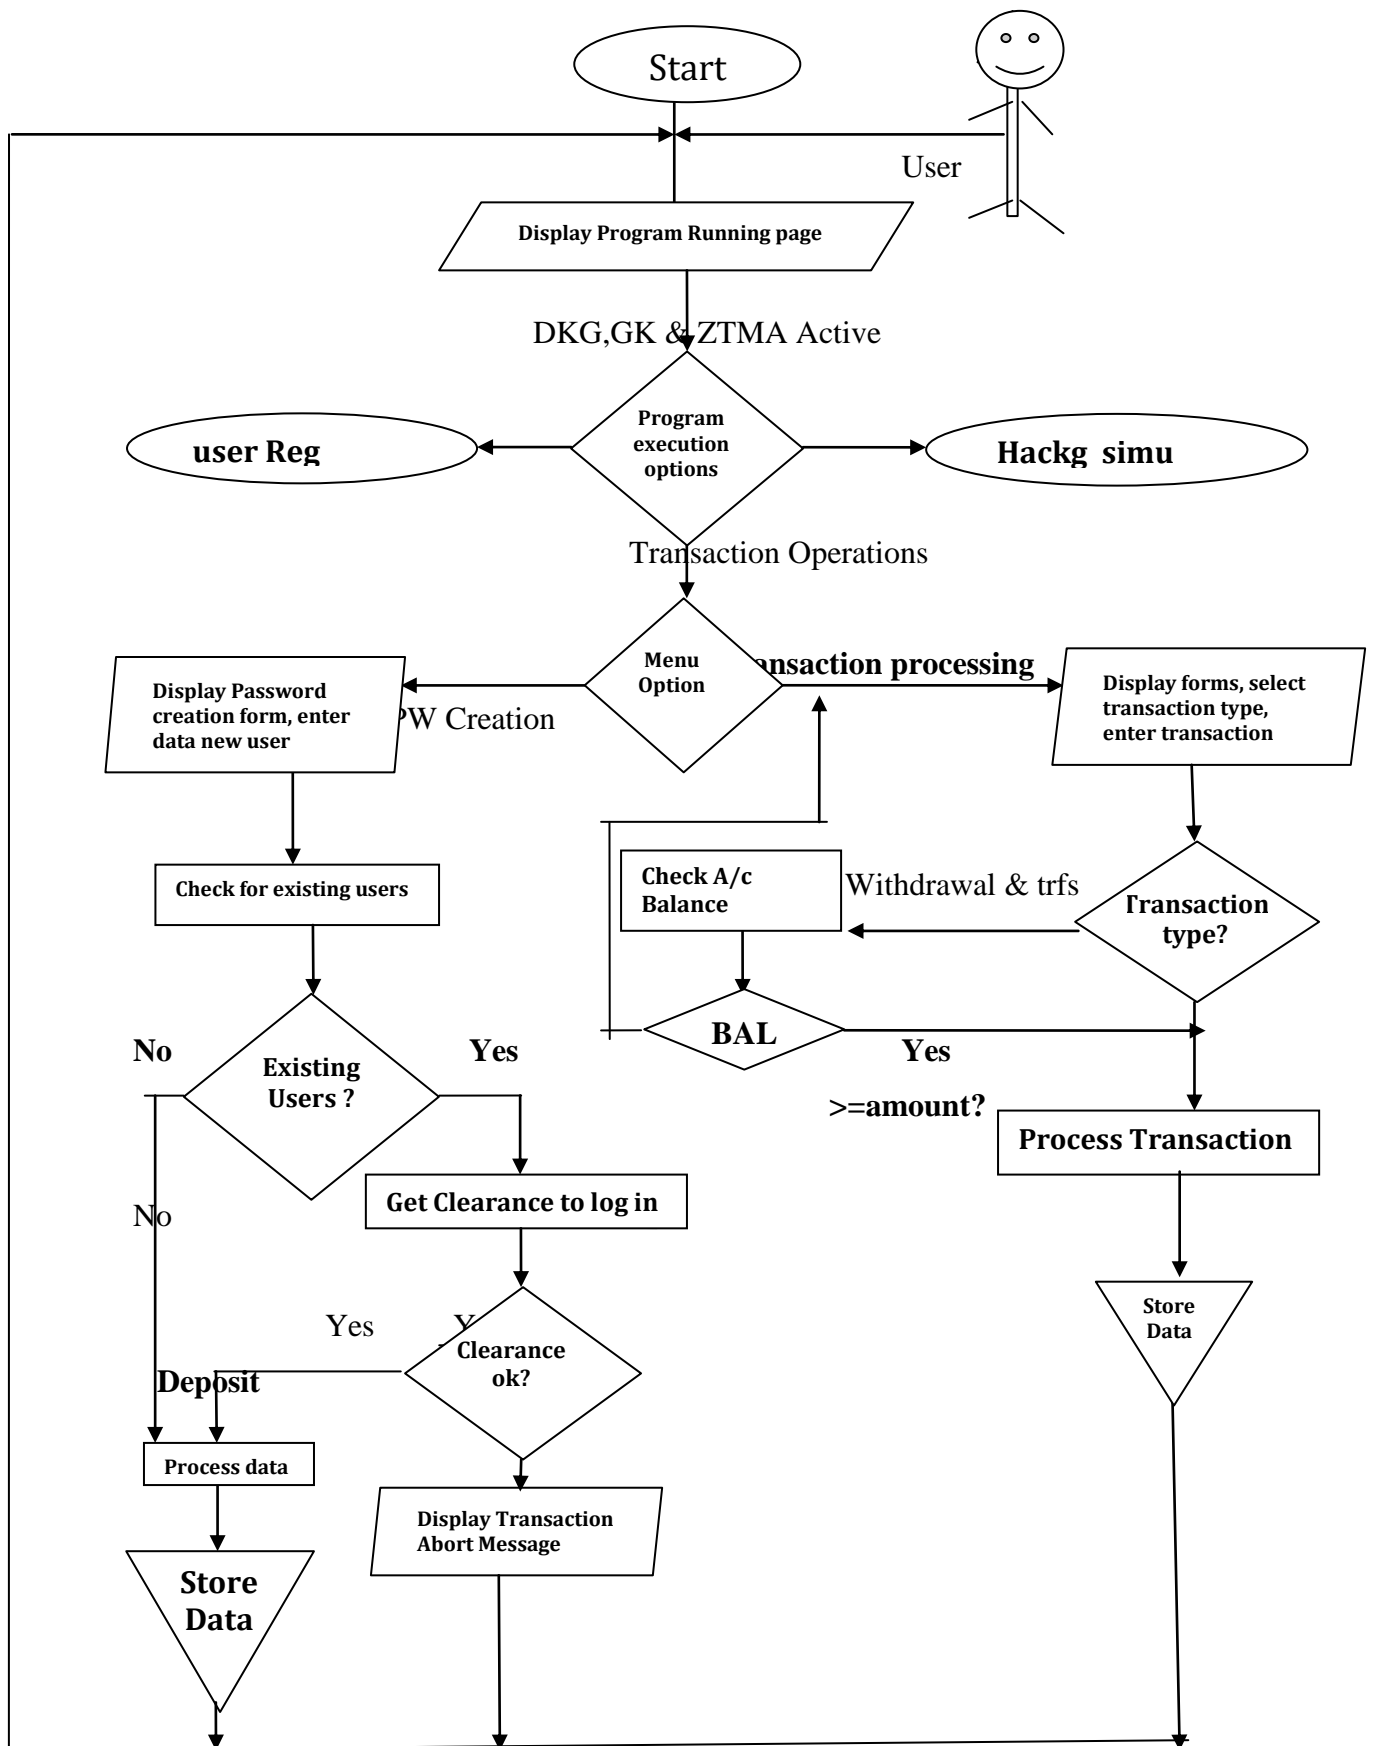 Start
User
Display Program Running page
DKG,GK & ZTMA Active
Program
execution
options
user Reg
Hackg simu
Transaction Operations
Menu
Option
ansaction processing
Display Password
creation form, enter
data new user
PW Creation
Display forms, select
transaction type,
enter transaction
Check for existing users
Check A/c
Balance
Withdrawal & trfs
Transaction
type?
BAL
Yes
>=amount?
No
Yes
Existing
Users ?
Process Transaction
Get Clearance to log in
No
Store
Data
Yes
Y
Clearance
ok?
Deposit
Process data
Display Transaction
Abort Message
Store
Data